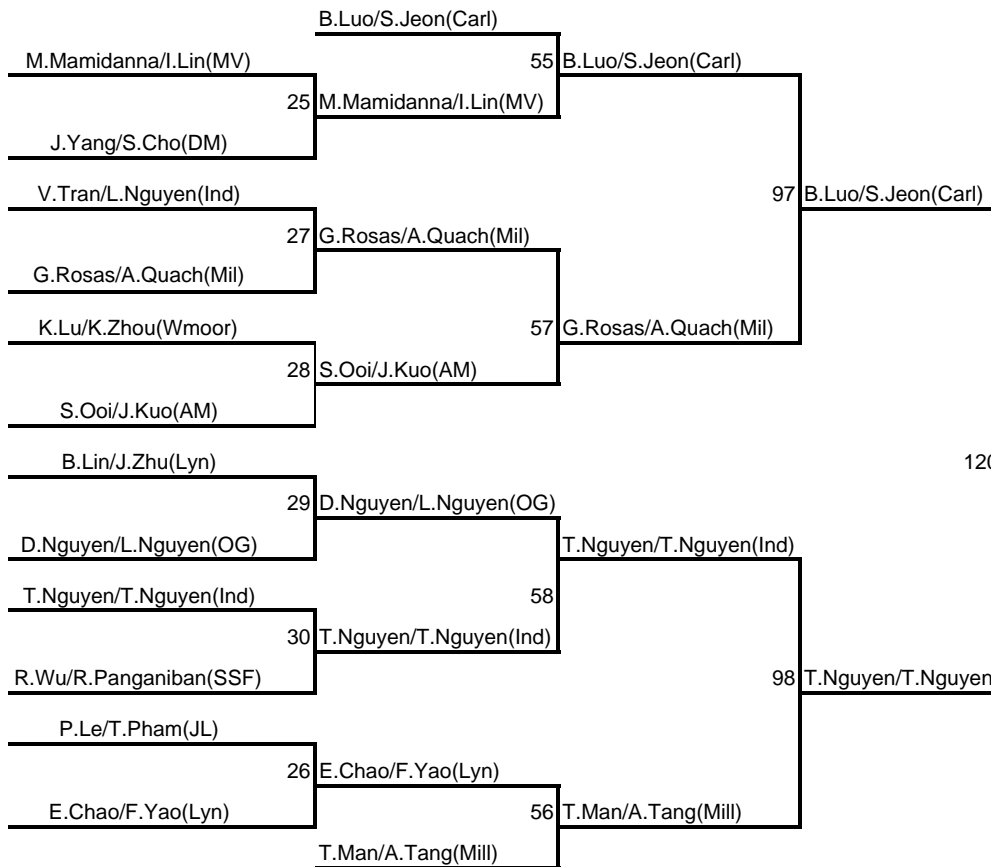 B.Luo/S.Jeon(Carl)
M.Mamidanna/I.Lin(MV)
55 B.Luo/S.Jeon(Carl)
25 M.Mamidanna/I.Lin(MV)
J.Yang/S.Cho(DM)
V.Tran/L.Nguyen(Ind)
97 B.Luo/S.Jeon(Carl)
27 G.Rosas/A.Quach(Mil)
G.Rosas/A.Quach(Mil)
K.Lu/K.Zhou(Wmoor)
57 G.Rosas/A.Quach(Mil)
28 S.Ooi/J.Kuo(AM)
S.Ooi/J.Kuo(AM)
B.Lin/J.Zhu(Lyn)
120
29 D.Nguyen/L.Nguyen(OG)
D.Nguyen/L.Nguyen(OG)
T.Nguyen/T.Nguyen(Ind)
T.Nguyen/T.Nguyen(Ind)
58
30 T.Nguyen/T.Nguyen(Ind)
R.Wu/R.Panganiban(SSF)
98 T.Nguyen/T.Nguyen
P.Le/T.Pham(JL)
26 E.Chao/F.Yao(Lyn)
E.Chao/F.Yao(Lyn)
56 T.Man/A.Tang(Mill)
T.Man/A.Tang(Mill)